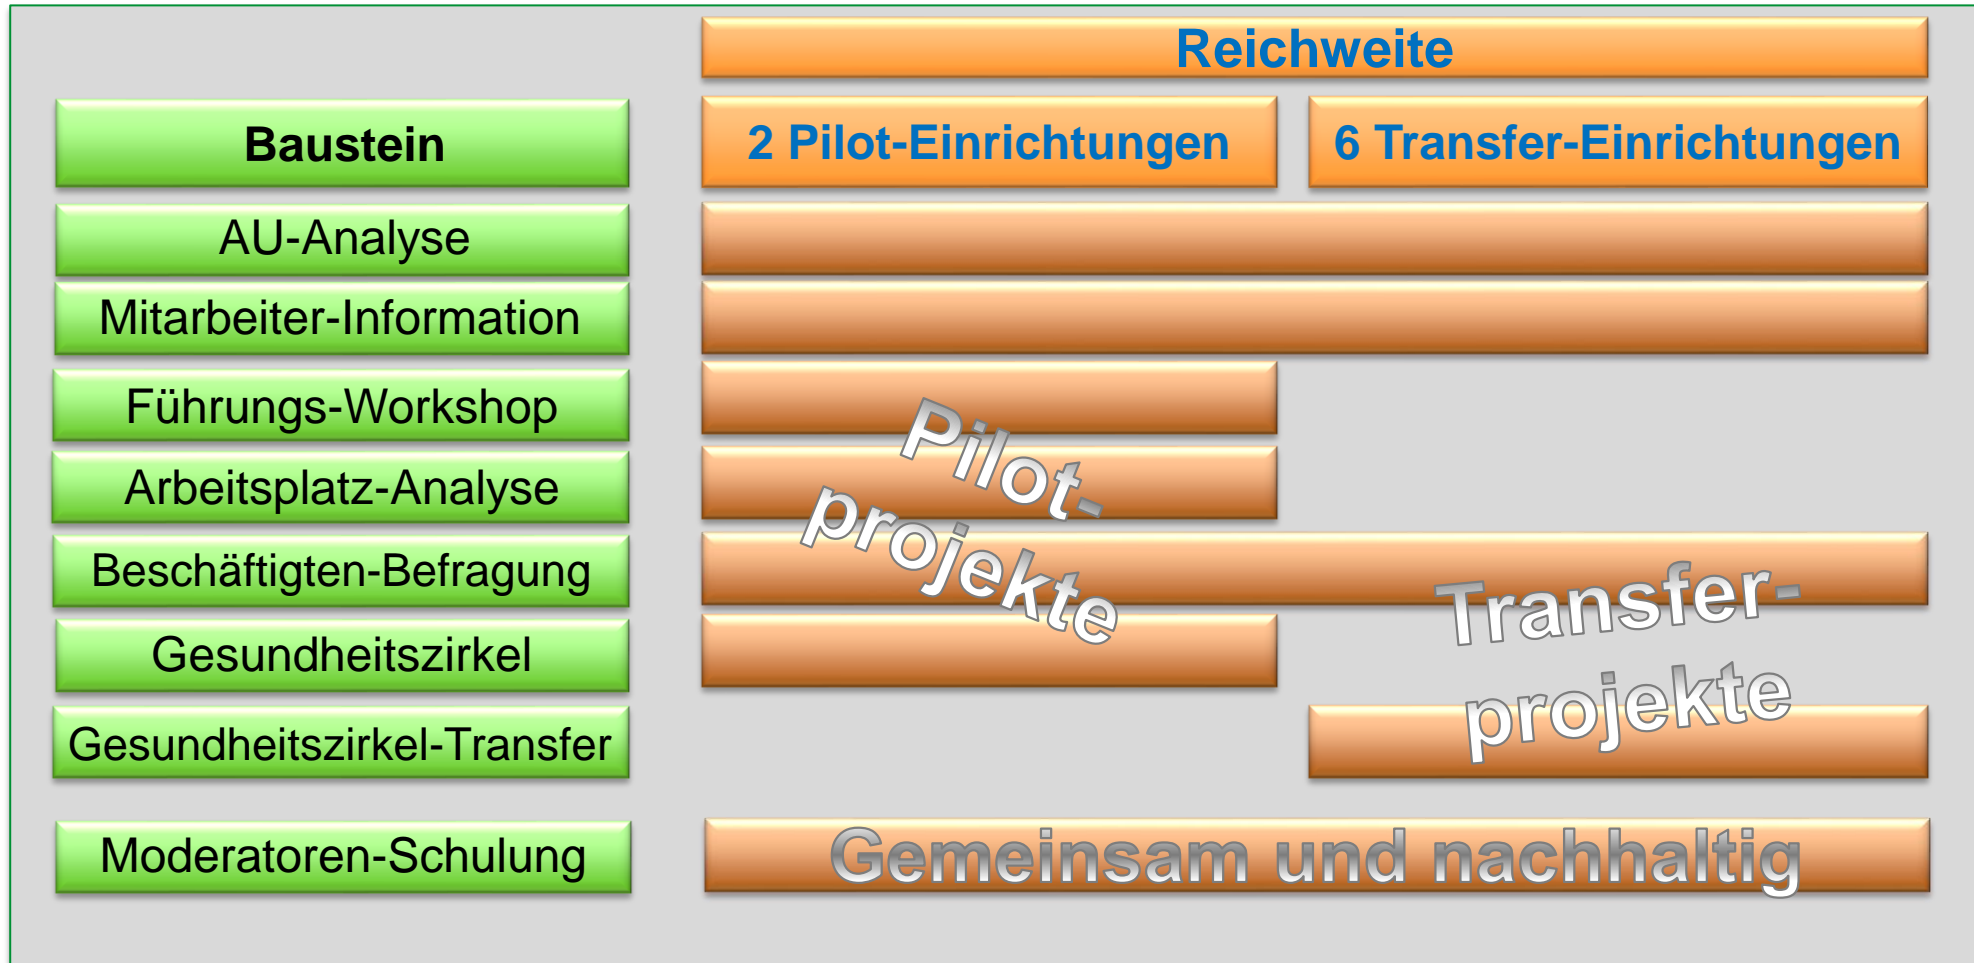 Reichweite
Baustein
2 Pilot-Einrichtungen
6 Transfer-Einrichtungen
AU-Analyse
Mitarbeiter-Information
Führungs-Workshop
Arbeitsplatz-Analyse
Beschäftigten-Befragung
Gesundheitszirkel
Gesundheitszirkel-Transfer
Moderatoren-Schulung
Pilot-
projekte
Transfer-
projekte
Gemeinsam und nachhaltig